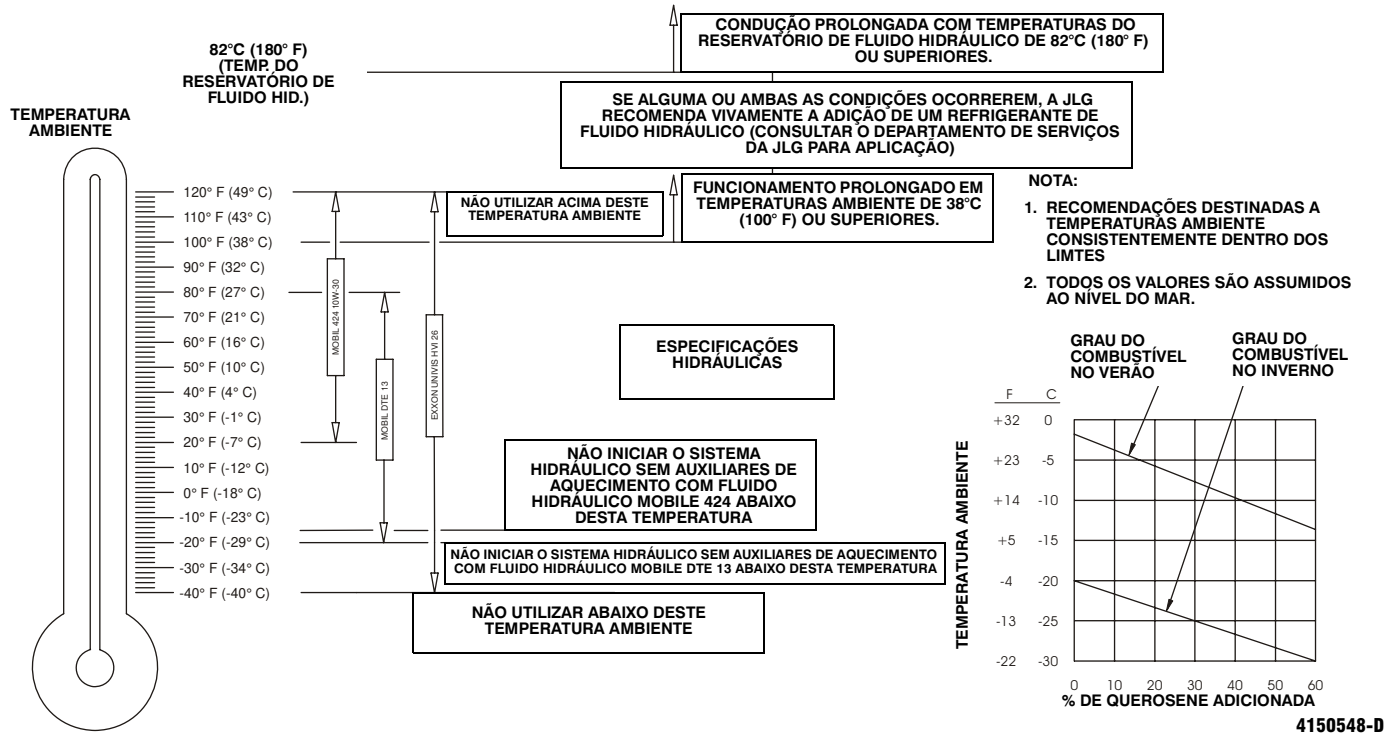 82°C (180° F)
(TEMP. DO
RESERVATÓRIO DE
FLUIDO HID.)
CONDUÇÃO PROLONGADA COM TEMPERATURAS DO
RESERVATÓRIO DE FLUIDO HIDRÁULICO DE 82°C (180° F)
OU SUPERIORES.
SE ALGUMA OU AMBAS AS CONDIÇÕES OCORREREM, A JLG
RECOMENDA VIVAMENTE A ADIÇÃO DE UM REFRIGERANTE DE
FLUIDO HIDRÁULICO (CONSULTAR O DEPARTAMENTO DE SERVIÇOS
DA JLG PARA APLICAÇÃO)
TEMPERATURA
AMBIENTE
120° F (49° C)
110° F (43° C)
100° F (38° C)
90° F (32° C)
80° F (27° C)
70° F (21° C)
60° F (16° C)
50° F (10° C)
40° F (4° C)
30° F (-1° C)
20° F (-7° C)
10° F (-12° C)
0° F (-18° C)
-10° F (-23° C)
-20° F (-29° C)
-30° F (-34° C)
-40° F (-40° C)
MOBIL 424 10W-30
MOBIL DTE 13
EXXON UNIVIS HVI 26
NÃO UTILIZAR ACIMA DESTE
TEMPERATURA AMBIENTE
FUNCIONAMENTO PROLONGADO EM
TEMPERATURAS AMBIENTE DE 38°C
(100° F) OU SUPERIORES.
ESPECIFICAÇÕES
HIDRÁULICAS
NÃO INICIAR O SISTEMA
HIDRÁULICO SEM AUXILIARES DE
AQUECIMENTO COM FLUIDO
HIDRÁULICO MOBILE 424 ABAIXO
DESTA TEMPERATURA
NÃO INICIAR O SISTEMA HIDRÁULICO SEM AUXILIARES DE AQUECIMENTO
COM FLUIDO HIDRÁULICO MOBILE DTE 13 ABAIXO DESTA TEMPERATURA
NÃO UTILIZAR ABAIXO DESTE
TEMPERATURA AMBIENTE
NOTA:
1. RECOMENDAÇÕES DESTINADAS A
TEMPERATURAS AMBIENTE
CONSISTENTEMENTE DENTRO DOS
LIMTES
2. TODOS OS VALORES SÃO ASSUMIDOS
AO NÍVEL DO MAR.
GRAU DO
COMBUSTÍVEL
NO VERÃO
GRAU DO
COMBUSTÍVEL
NO INVERNO
F C
+32 0
+23 -5
+14 -10
+5 -15
-4 -20
-13 -25
-22 -30
TEMPERATURA AMBIENTE
0 10 20 30 40 50 60
% DE QUEROSENE ADICIONADA
4150548-D